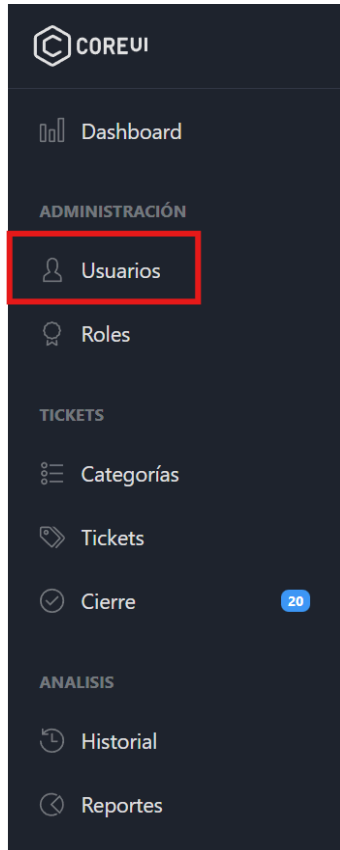 COREUI
Dashboard
ADMINISTRACIÓN
Usuarios
Roles
TICKETS
Categorías
Tickets
Cierre 20
ANALISIS
Historial
Reportes